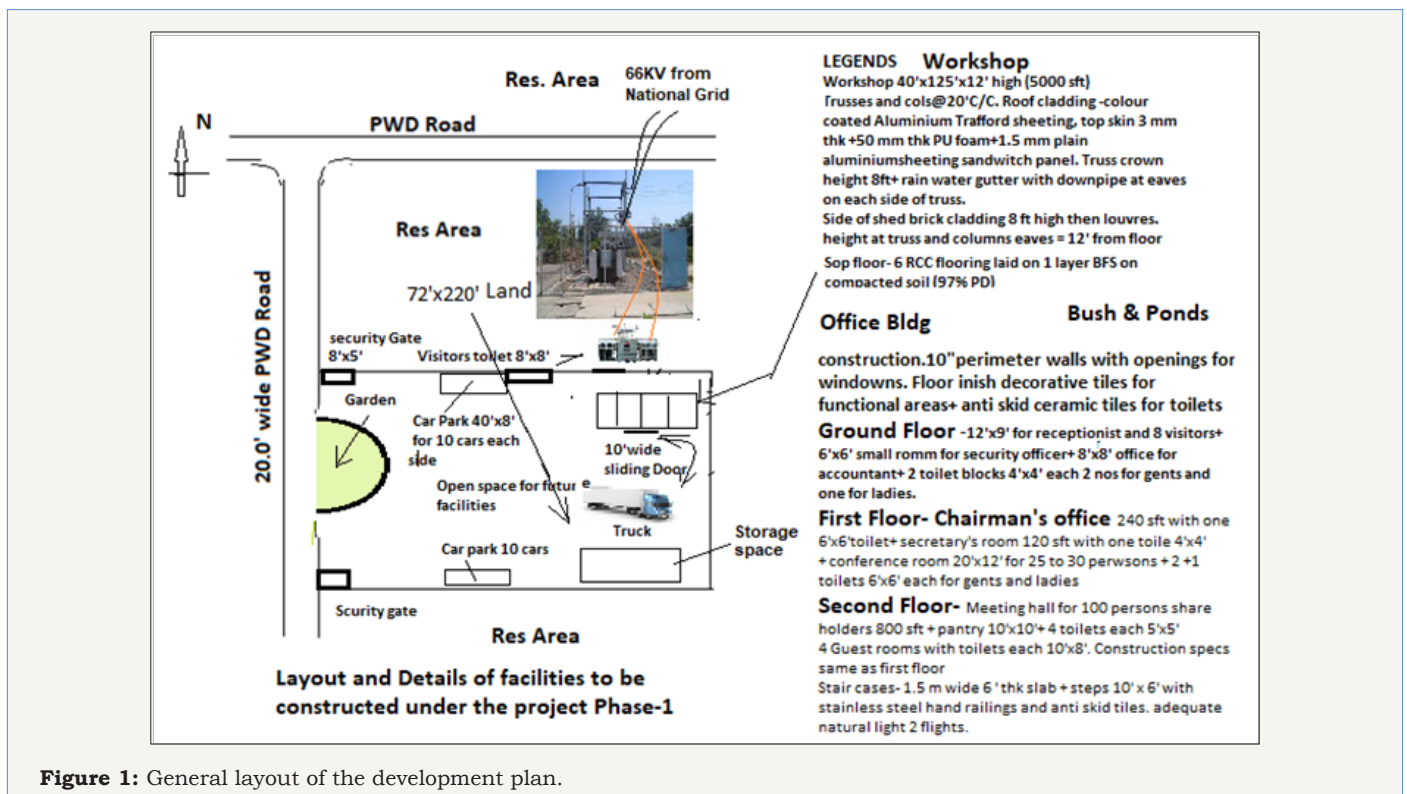 Res. Area
66KV from
National Grid
N
PWD Road
Res Area
72'x220' Land
20.0' wide PWD Road
security Gate
8'x5'
Visitors toilet 8'x8'
Garden
Car Park 40'x8'
for 10 cars each
side
10'wide
sliding Door
Open space for future
facilities
Truck
Storage
space
Car park 10 cars
Scurity gate
Res Area
Layout and Details of facilities to be
constructed under the project Phase-1
LEGENDS Workshop
Workshop 40'x125'x12' high (5000 sft)
Trusses and cols@20'C/C. Roof cladding -colour
coated Aluminium Trafford sheeting, top skin 3 mm
thk +50 mm thk PU foam+1.5 mm plain
aluminiumsheeting sandwitch panel. Truss crown
height 8ft+ rain water gutter with downpipe at eaves
on each side of truss.
Side of shed brick cladding 8 ft high then louvres.
height at truss and columns eaves = 12' from floor
Sop floor- 6 RCC flooring laid on 1 layer BFS on
compacted soil (97% PD)
Office Bldg
Bush & Ponds
construction.10"perimeter walls with openings for
windowns. Floor inish decorative tiles for
functional areas+ anti skid ceramic tiles for toilets
Ground Floor -12'x9' for receptionist and 8 visitors+
6'x6' small romm for security officer+ 8'x8' office for
accountant+ 2 toilet blocks 4'x4' each 2 nos for gents and
one for ladies.
First Floor- Chairman's office 240 sft with one
6'x6'toilet+ secretary's room 120 sft with one toile 4'x4'
+conference room 20'x12' for 25 to 30 perwsons +2 +1
toilets 6'x6' each for gents and ladies
Second Floor- Meeting hall for 100 persons share
holders 800 sft+pantry 10'x10'+ 4 toilets each 5'x5'
4 Guest rooms with toilets each 10'x8'. Construction specs
same as first floor
Stair cases- 1.5 m wide 6 ' thk slab + steps 10' x 6' with
stainless steel hand railings and anti skid tiles. adequate
natural light 2 flights.
Figure 1: General layout of the development plan.